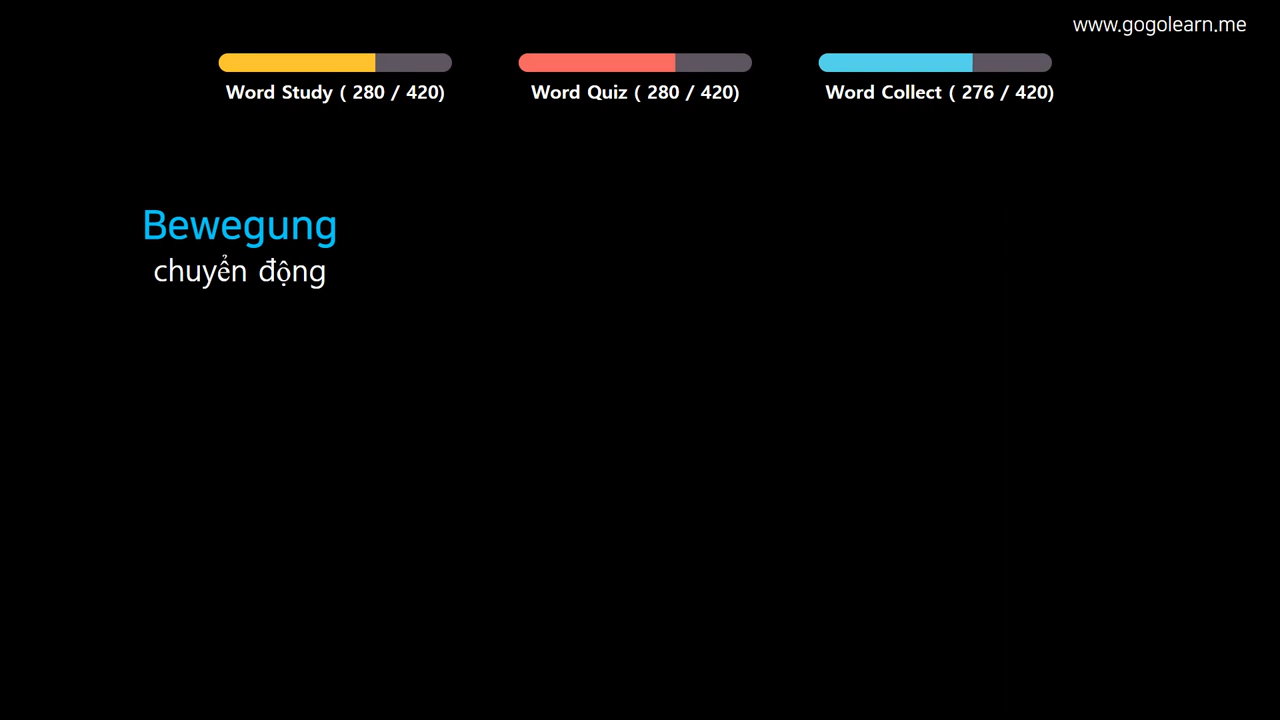 www.gogolearn.me
Word Study ( 280 / 420)
Word Quiz ( 280 / 420)
Word Collect ( 276 / 420)
Bewegung
chuyển động